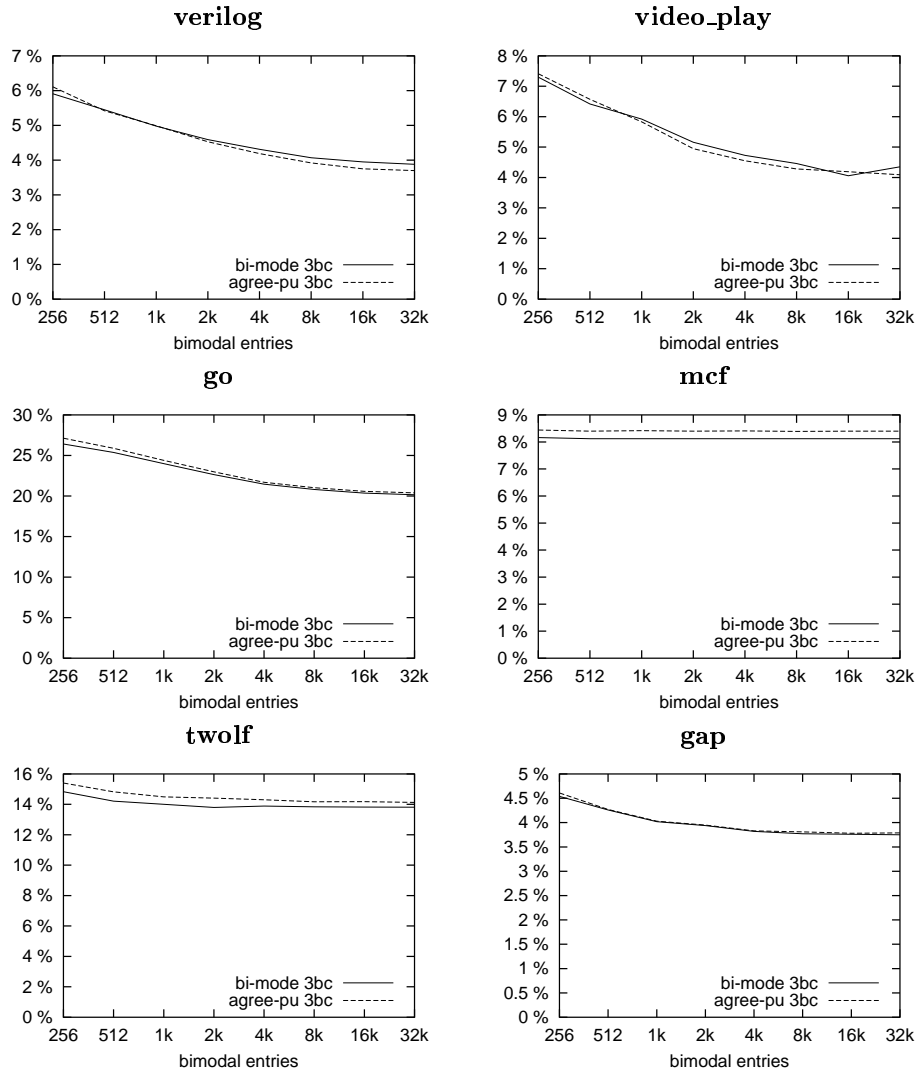 verilog
7 %
6 %
5 %
4 %
3 %
2 %
1 %
0 %
bi-mode 3bc
agree-pu 3bc
256 512 1k 2k 4k 8k 16k 32k
bimodal entries
video_play
8 %
7 %
6 %
5 %
4 %
3 %
2 %
1 %
0 %
bi-mode 3bc
agree-pu 3bc
256 512 1k 2k 4k 8k 16k 32k
bimodal entries
go
30 %
25 %
20 %
15 %
10 %
5 %
0 %
bi-mode 3bc
agree-pu 3bc
256 512 1k 2k 4k 8k 16k 32k
bimodal entries
mcf
9 %
8 %
7 %
6 %
5 %
4 %
3 %
2 %
1 %
0 %
bi-mode 3bc
agree-pu 3bc
256 512 1k 2k 4k 8k 16k 32k
bimodal entries
twolf
16 %
14 %
12 %
10 %
8 %
6 %
4 %
2 %
0 %
bi-mode 3bc
agree-pu 3bc
256 512 1k 2k 4k 8k 16k 32k
bimodal entries
gap
5 %
4.5 %
4 %
3.5 %
3 %
2.5 %
2 %
1.5 %
1 %
0.5 %
0 %
bi-mode 3bc
agree-pu 3bc
256 512 1k 2k 4k 8k 16k 32k
bimodal entries